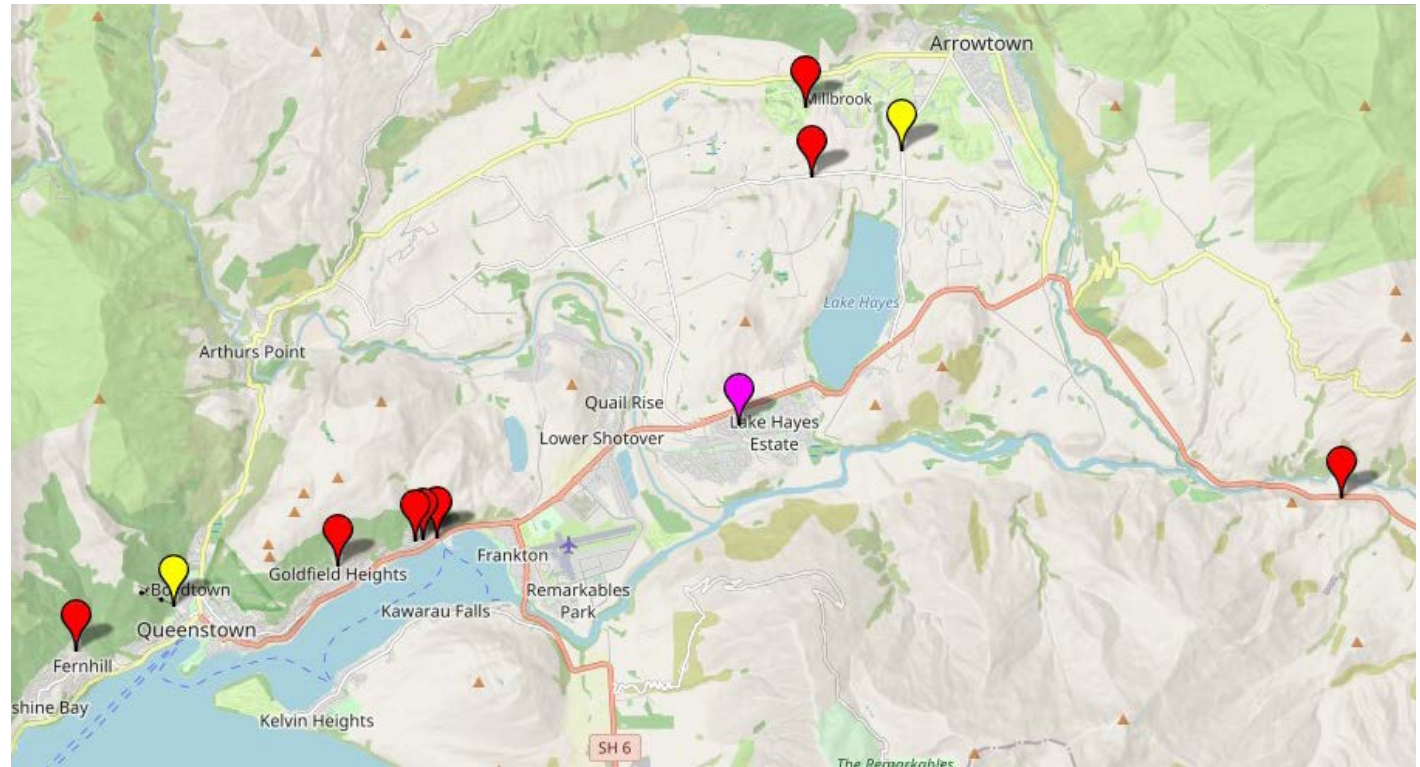 Arrowtown
Millbrook
Lake Hayes
Arthurs Point
Quail Rise
Lake Hayes
Estate
Lower Shotover
Frankton
Goldfield Heights
Remarkables
Park
Kawarau Falls
Queenstown
Fernhill
shine Bay
Kelvin Heights
SH 6
The Remarkables